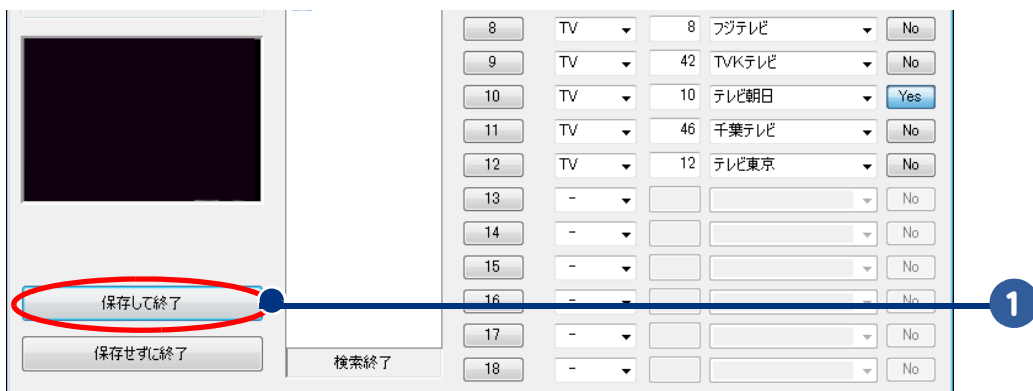 8 TV 8 フジテレビ No
9 TV 42 TVKテレビ No
10 TV 10 テレビ朝日 Yes
11 TV 46 千葉テレビ No
12 TV 12 テレビ東京 No
13 - No
14 - No
15 - No
保存して終了 16 - No 1
17 - No
保存せずに終了 検索終了 18 - No